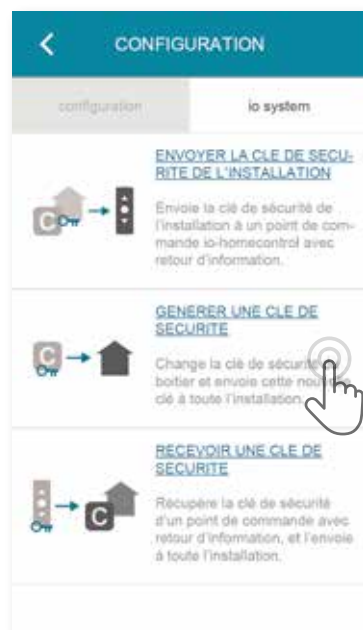 CONFIGURATION
configuration
io system
ENVOYER LA CLE DE SECU-
RITE DE L'INSTALLATION
C
Envoie la clé de sécurité de
l'installation à un point de com-
mande io-homecontrol avec
retour d'information.
GENERER UNE CLE DE
SECURITE
C
Change la clé de sécurité
boitier et envoie cette nouvelle
clé à toute l'installation.
RECEVOIR UNE CLE DE
SECURITE
C
Récupère la clé de sécurité
d'un point de commande avec
retour d'information, et l'envoie
à toute l'installation.